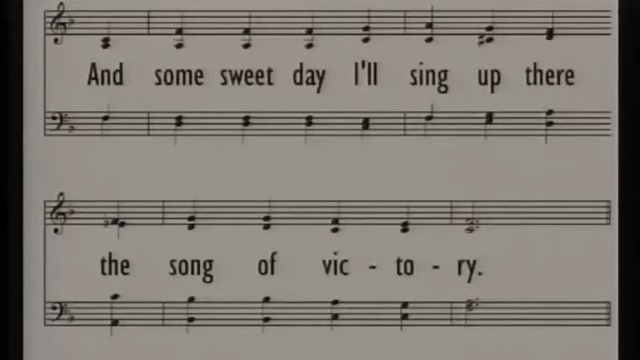 And some sweet day I'll sing up there
the song of vic - to - ry.